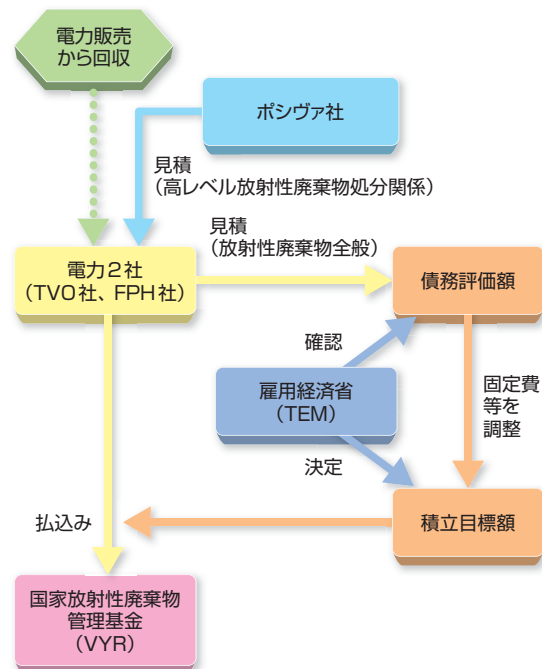 電力販売
から回収
ポシヴァ社
見積
（高レベル放射性廃棄物処分関係）
見積
（放射性廃棄物全般）
電力２社
（TVO社、FPH社）
債務評価額
確認
雇用経済省
（TEM）
固定費
等を
調整
決定
払込み
積立目標額
国家放射性廃棄物
管理基金
（VYR）